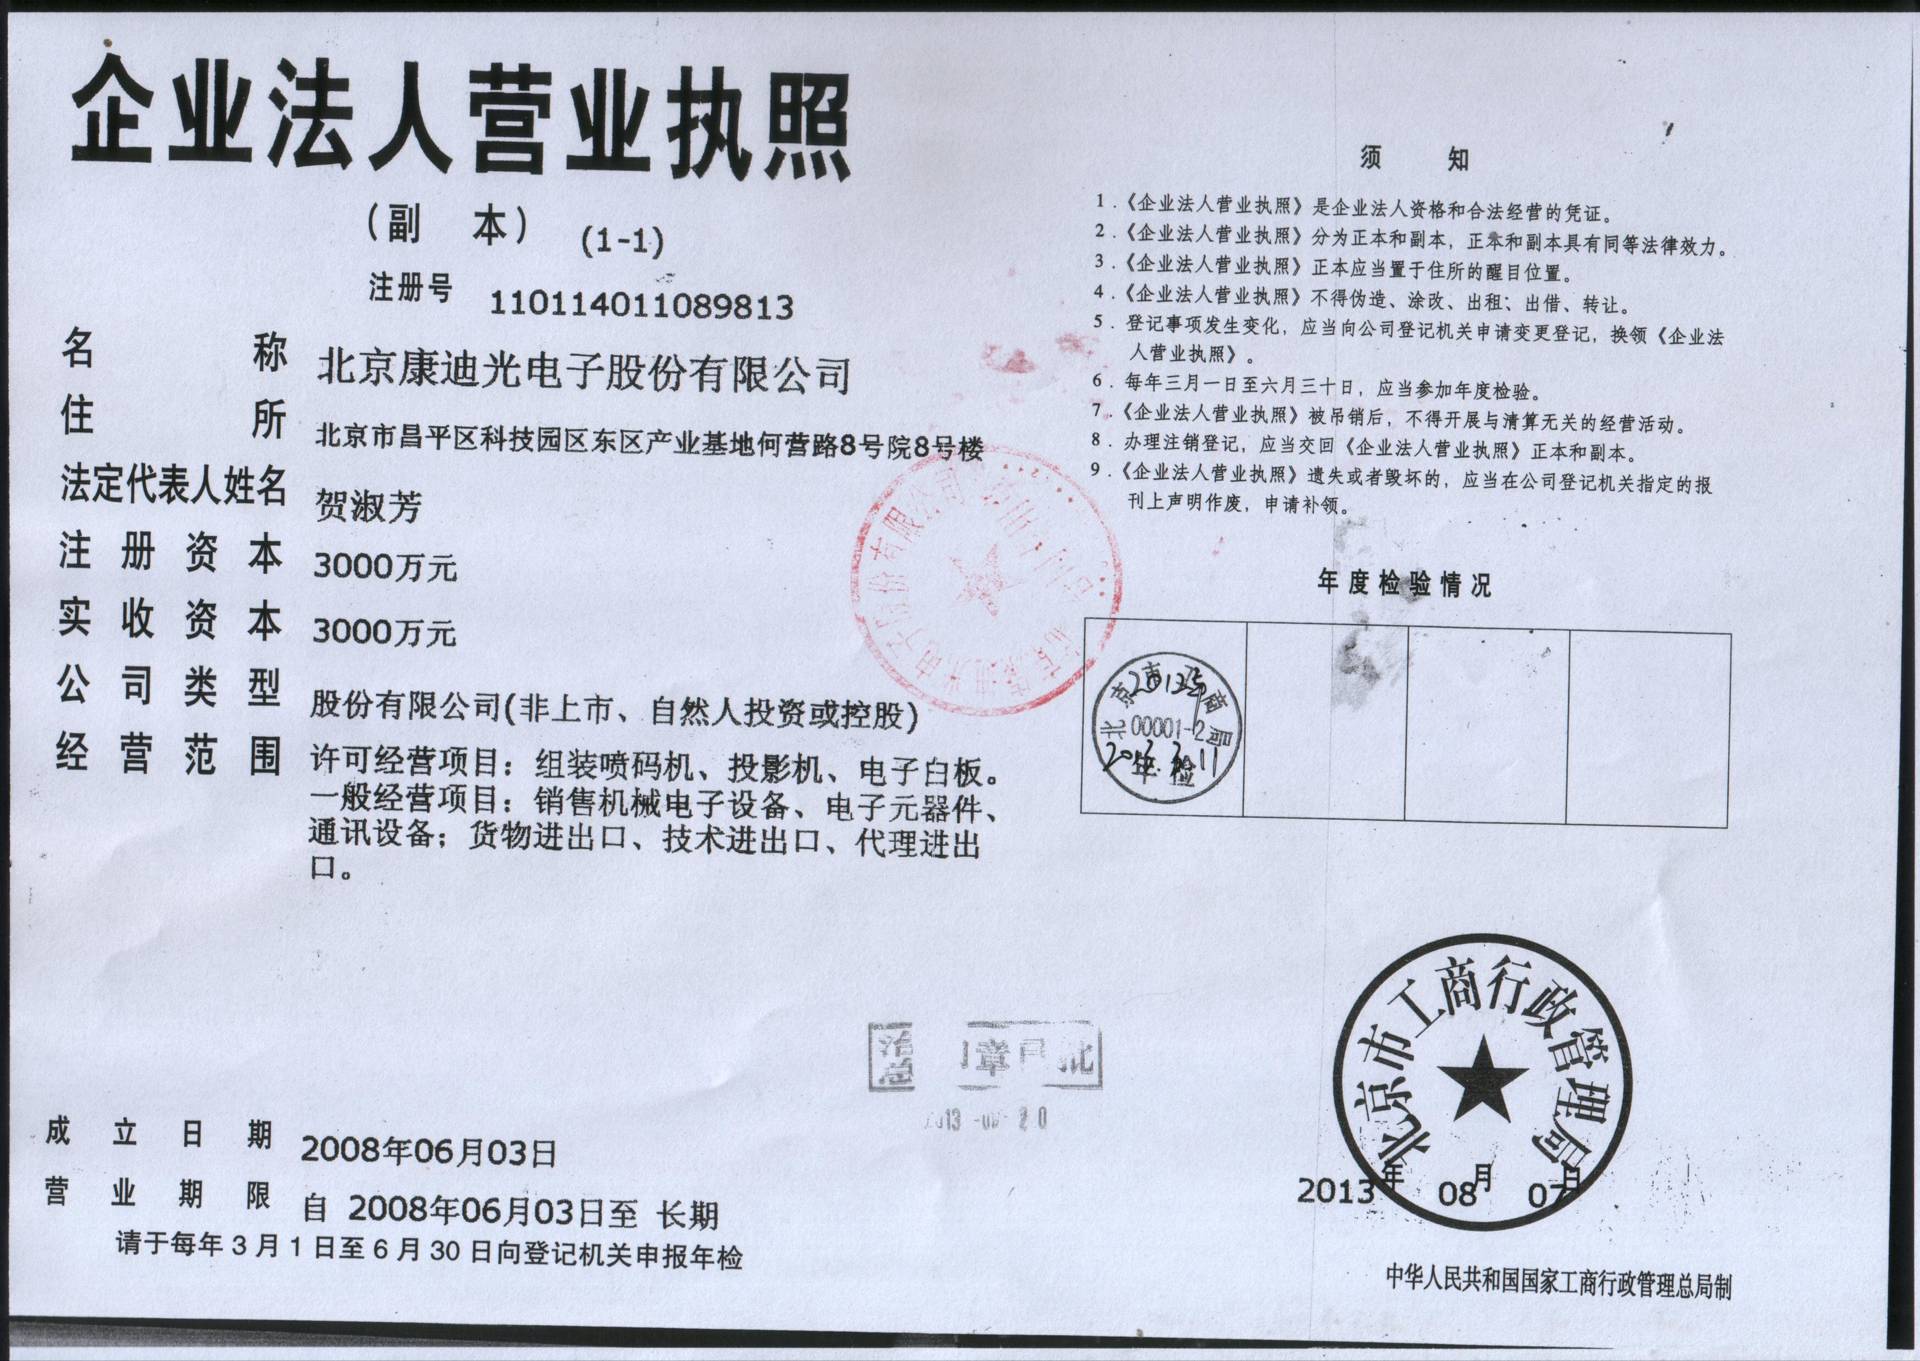 企业法人营业执照
（副 本） (1-1)
注册号 110114011089813
名称 北京康迪光电子股份有限公司
住所 北京市昌平区科技园区东区产业基地何营路8号院8号楼
法定代表人姓名 贺淑芳
注册资本 3000万元
实收资本 3000万元
公司类型 股份有限公司(非上市、自然人投资或控股)
经营范围 许可经营项目：组装喷码机、投影机、电子白板。
一般经营项目：销售机械电子设备、电子元器件、
通讯设备；货物进出口、技术进出口、代理进出
口。
成立日期 2008年06月03日
营业期限 自 2008年06月03日至 长期
请于每年3月1日至6月30日向登记机关申报年检
须 知
1．《企业法人营业执照》是企业法人资格和合法经营的凭证。
2．《企业法人营业执照》分为正本和副本，正本和副本具有同等法律效力。
3．《企业法人营业执照》正本应当置于住所的醒目位置。
4．《企业法人营业执照》不得伪造、涂改、出租、出借、转让。
5．登记事项发生变化，应当向公司登记机关申请变更登记，换领《企业法
人营业执照》。
6．每年三月一日至六月三十日，应当参加年度检验。
7．《企业法人营业执照》被吊销后，不得开展与清算无关的经营活动。
8．办理注销登记，应当交回《企业法人营业执照》正本和副本。
9．《企业法人营业执照》遗失或者毁坏的，应当在公司登记机关指定的报
刊上声明作废，申请补领。
年度检验情况
00001-2
北京市工商行政管理局
2013年 08月 07日
中华人民共和国国家工商行政管理总局制